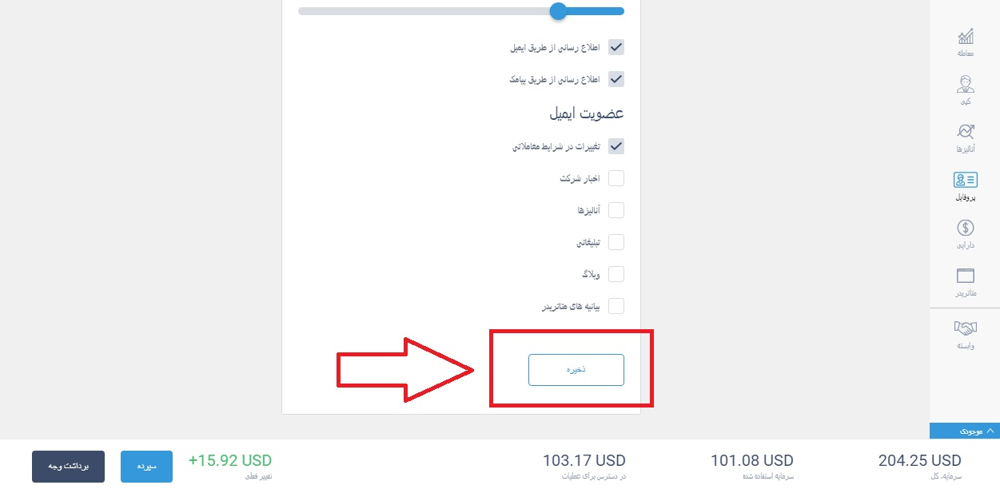 اطلاع رسانی از طریق ایمیل
اطلاع رسانی از طریق پیامک
عضویت ایمیل
تغییرات در شرایط معاملاتی
اخبار شرکت
آنالیزها
تبلیغاتی
وبلاگ
بیانیه های متاتریدر
ذخیره
معامله
کپی
آنالیزها
پروفایل
دارایی
متاتریدر
وابسته
موجودی
204.25 USD
سرمایه کل
101.08 USD
سرمایه استفاده شده
103.17 USD
در دسترس برای عملیات
+15.92 USD
تغییر فعلی
سپرده
برداشت وجه